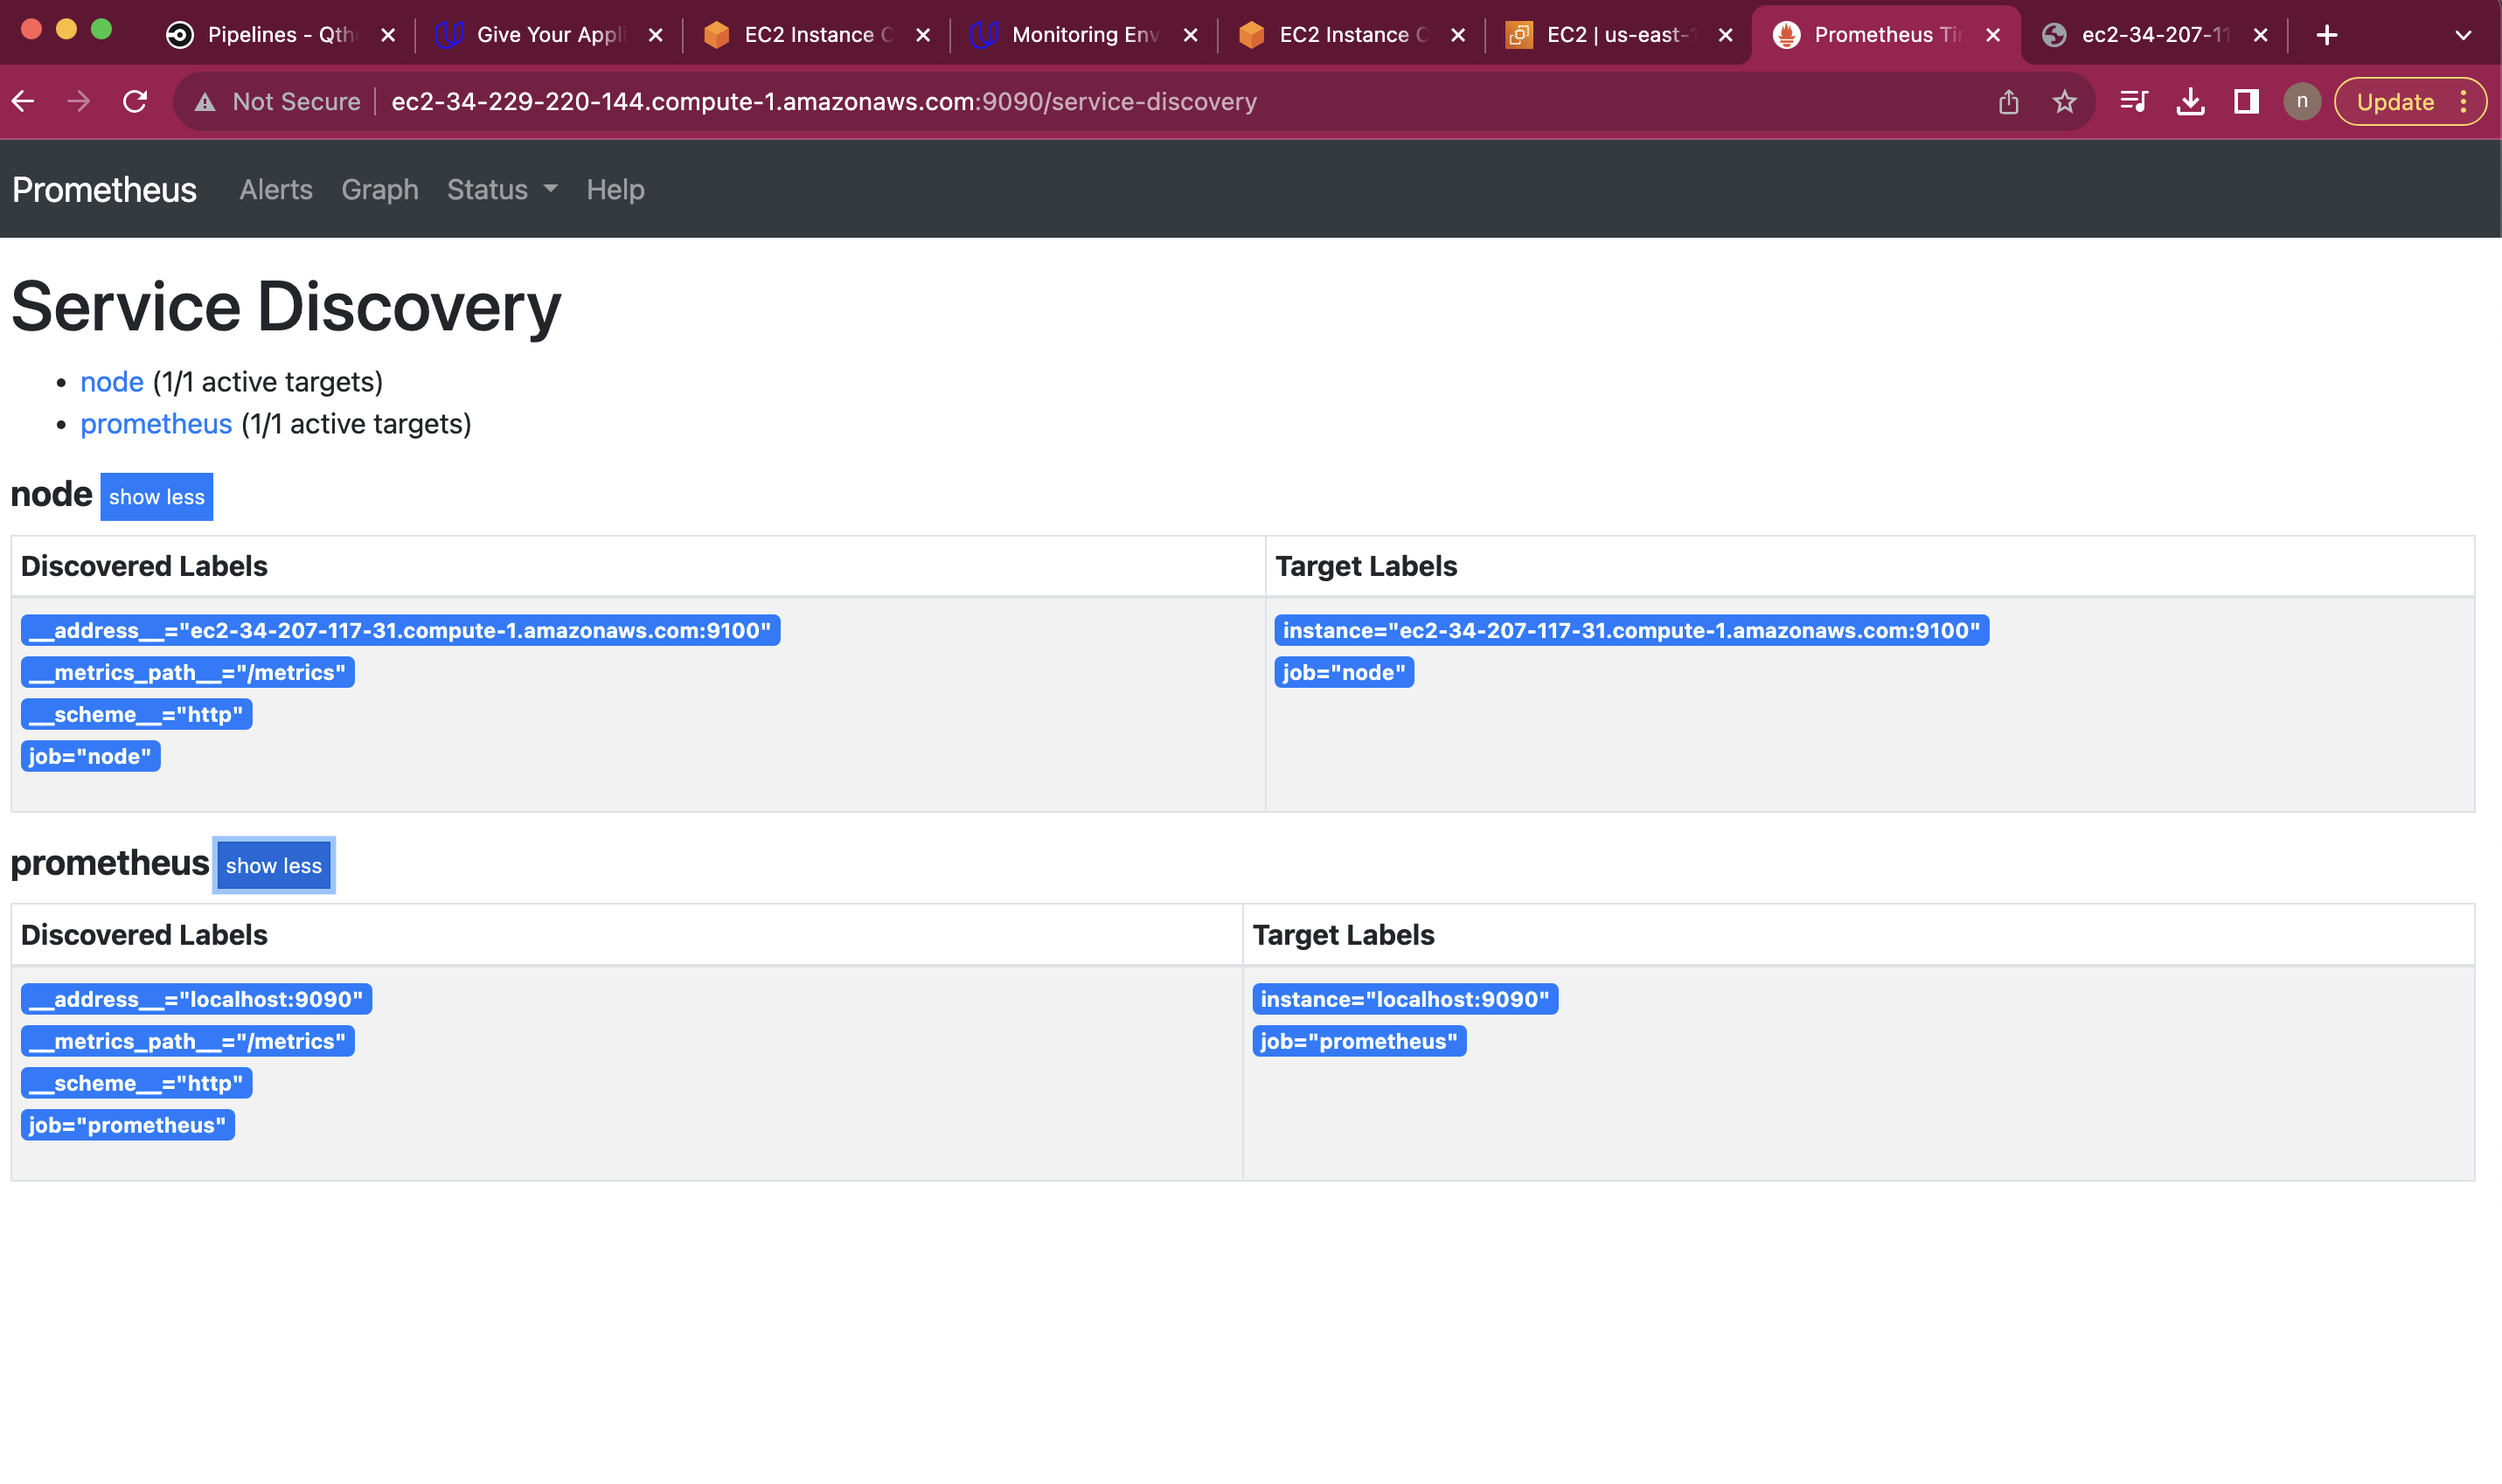 Pipelines - Qth
Give Your Appli
EC2 Instance C
Monitoring Env
EC2 Instance C
EC2 | us-east-1
Prometheus Ti
ec2-34-207-11
Not Secure
ec2-34-229-220-144.compute-1.amazonaws.com:9090/service-discovery
n
Update
Prometheus
Alerts
Graph
Status
Help
Service Discovery
• node (1/1 active targets)
• prometheus (1/1 active targets)
node show less
Discovered Labels
Target Labels
__address__="ec2-34-207-117-31.compute-1.amazonaws.com:9100"
__metrics_path__="/metrics"
__scheme__="http"
job="node"
instance="ec2-34-207-117-31.compute-1.amazonaws.com:9100"
job="node"
prometheus show less
Discovered Labels
Target Labels
__address__="localhost:9090"
__metrics_path__="/metrics"
__scheme__="http"
job="prometheus"
instance="localhost:9090"
job="prometheus"